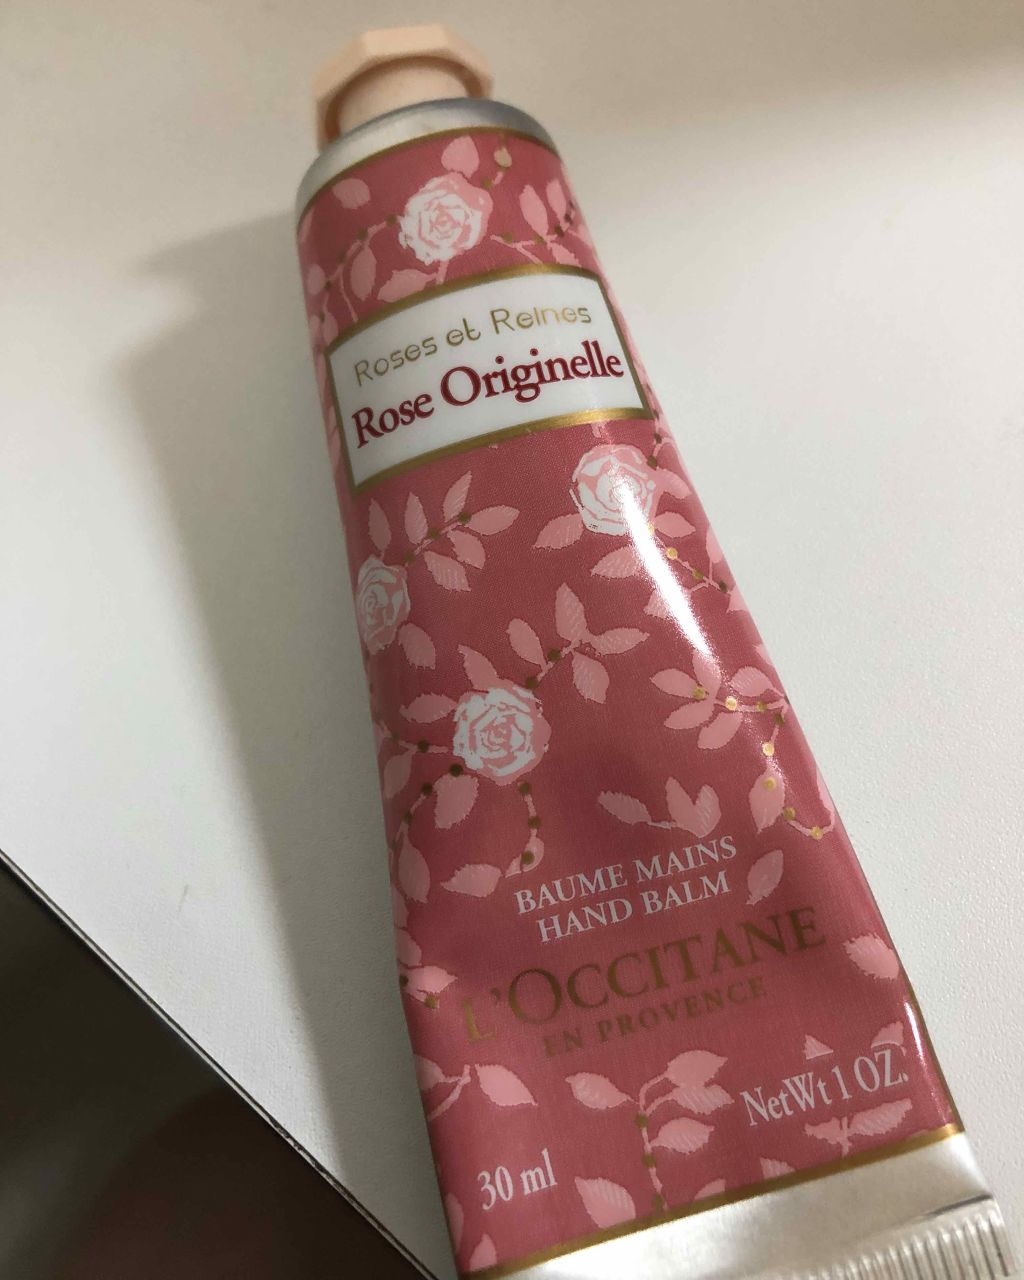 Roses et Reines
Rose Originelle
BAUME MAINS
HAND BALM
L'OCCITANE
EN PROVENCE
NetWt 1 OZ.
30 ml